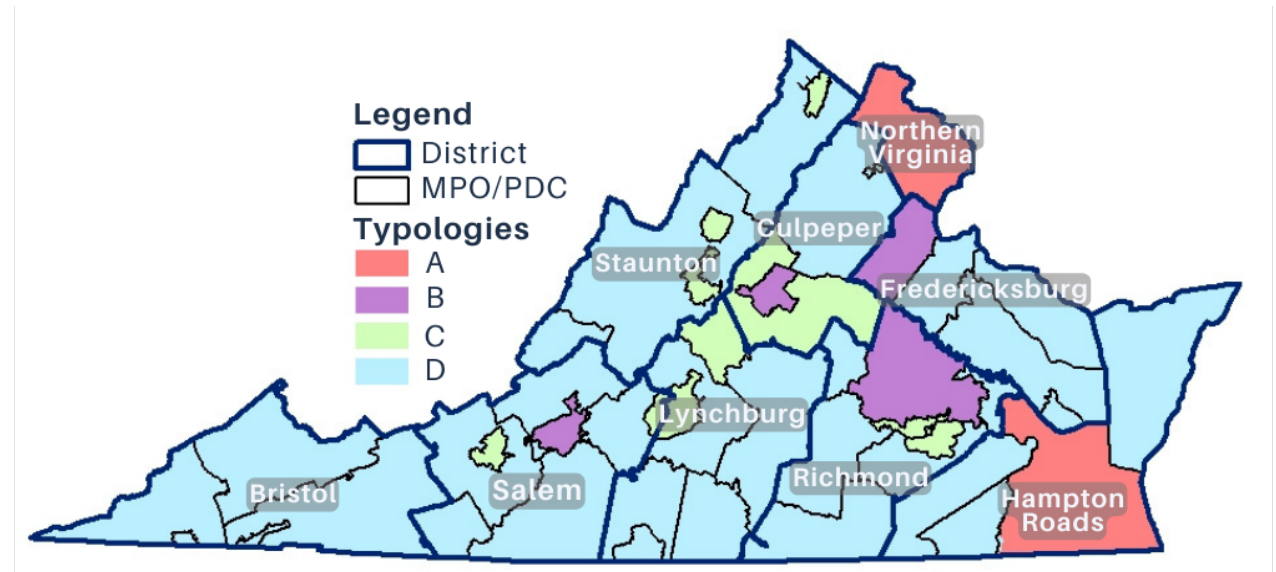 Legend
District
MPO/PDC
Typologies
A
B
C
D
Northern
Virginia
Culpeper
Staunton
Fredericksburg
Lynchburg
Richmond
Salem
Bristol
Hampton
Roads